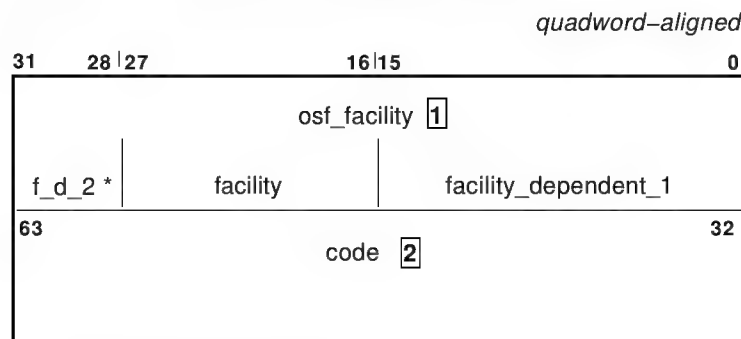 quadword–aligned
31 28 | 27 16 | 15 0
osf_facility 1
f_d_2 * facility facility_dependent_1
63 32
code 2